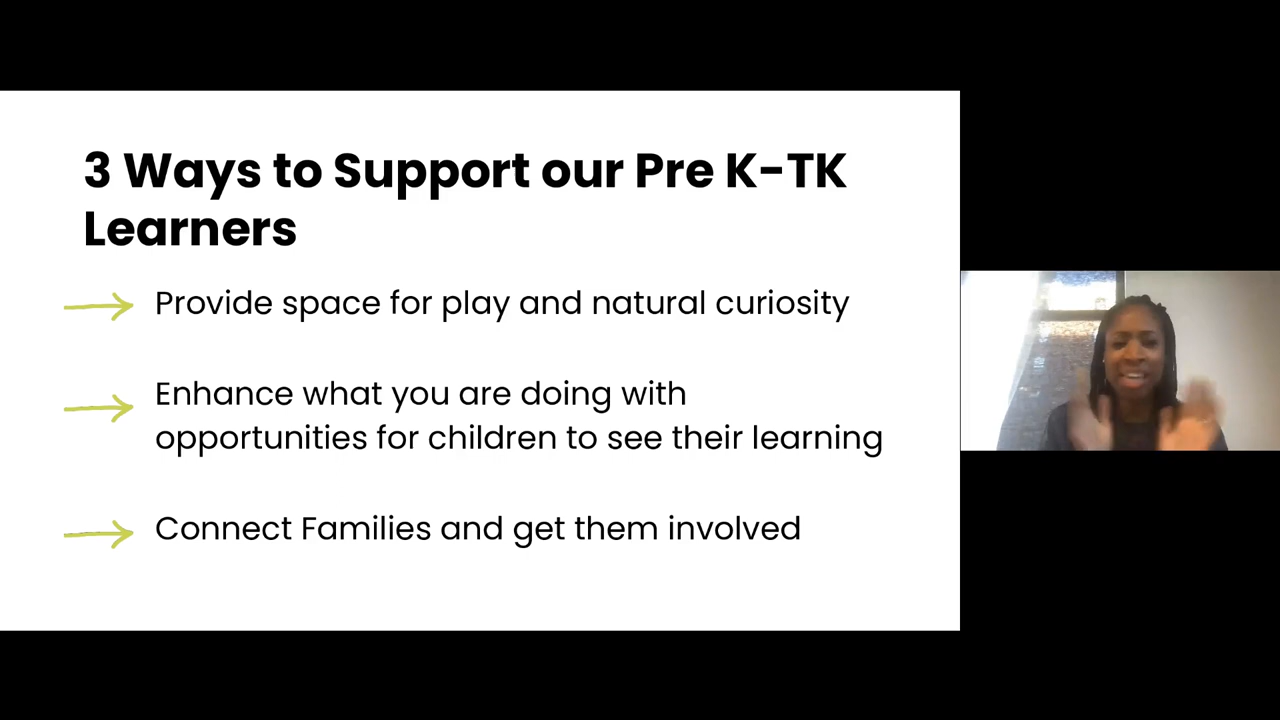 3 Ways to Support our Pre K-TK
Learners
Provide space for play and natural curiosity
Enhance what you are doing with
opportunities for children to see their learning
Connect Families and get them involved